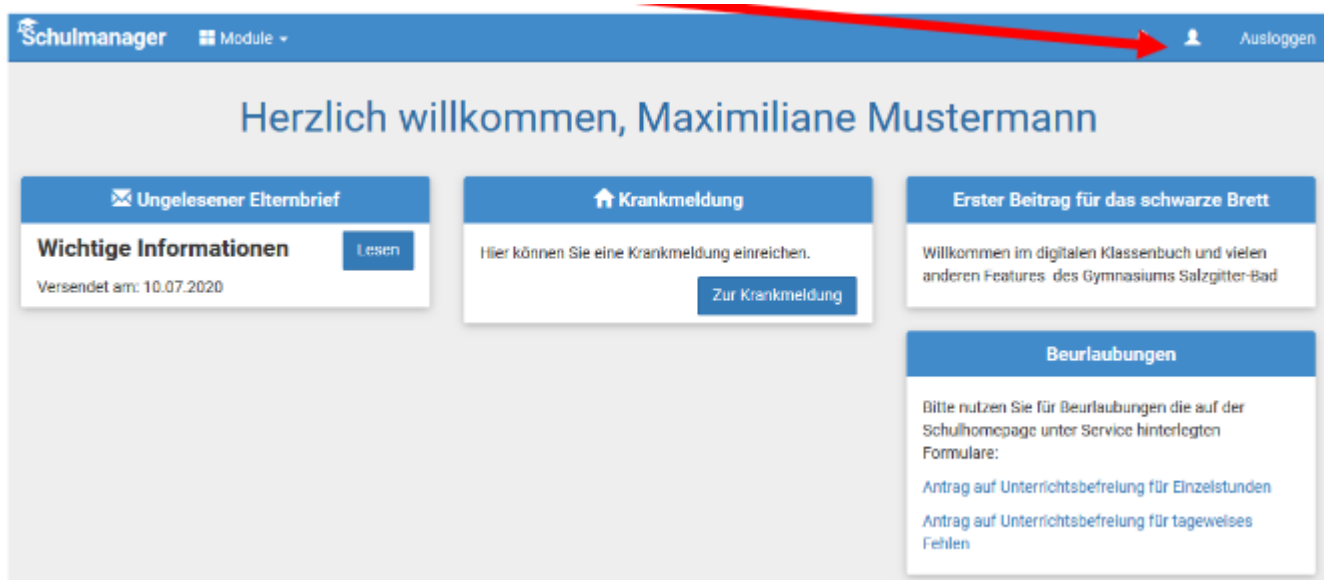 Schulmanager Module Ausloggen
Herzlich willkommen, Maximiliane Mustermann
Ungelesener Elternbrief
Wichtige Informationen Lesen
Versendet am: 10.07.2020
Krankmeldung
Hier können Sie eine Krankmeldung einreichen.
Zur Krankmeldung
Erster Beitrag für das schwarze Brett
Willkommen im digitalen Klassenbuch und vielen
anderen Features des Gymnasiums Salzgitter-Bad
Beurlaubungen
Bitte nutzen Sie für Beurlaubungen die auf der
Schulhomepage unter Service hinterlegten
Formulare:
Antrag auf Unterrichtsbefreiung für Einzelstunden
Antrag auf Unterrichtsbefreiung für tageweises
Fehlen